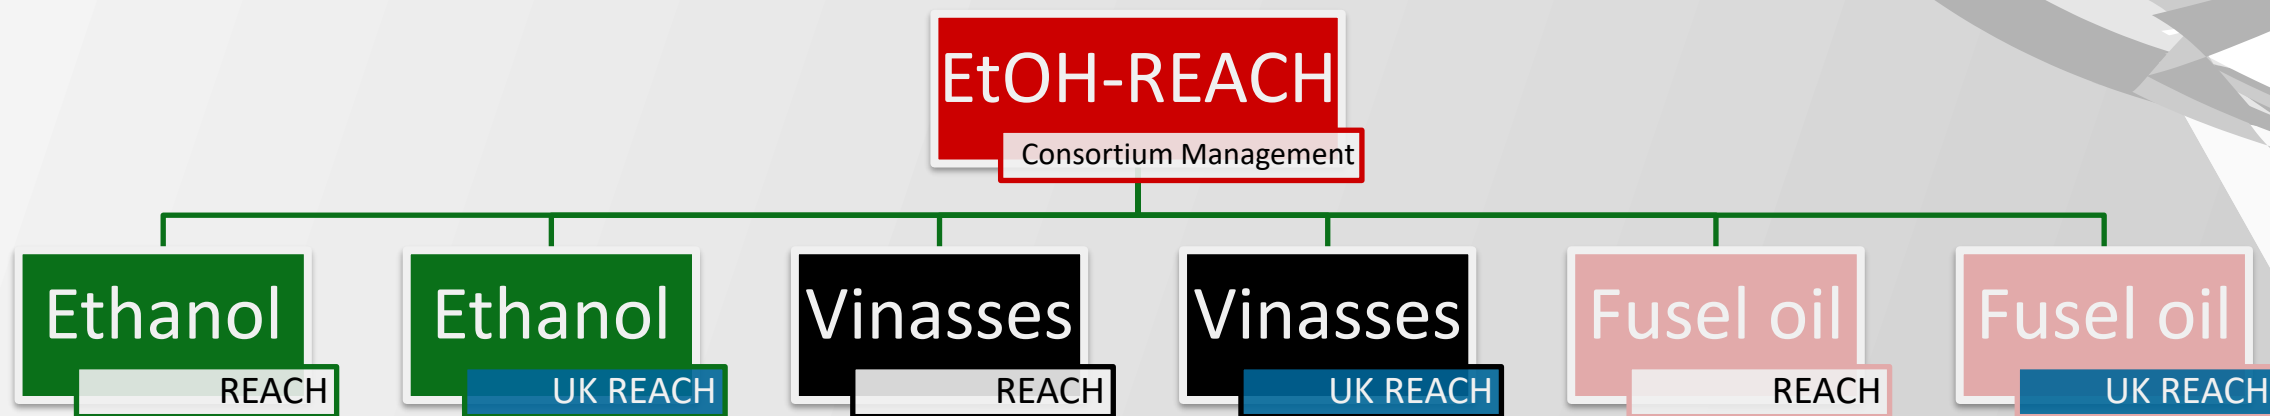 EtOH-REACH
Consortium Management
Ethanol
REACH
Ethanol
UK REACH
Vinasses
REACH
Vinasses
UK REACH
Fusel oil
REACH
Fusel oil
UK REACH